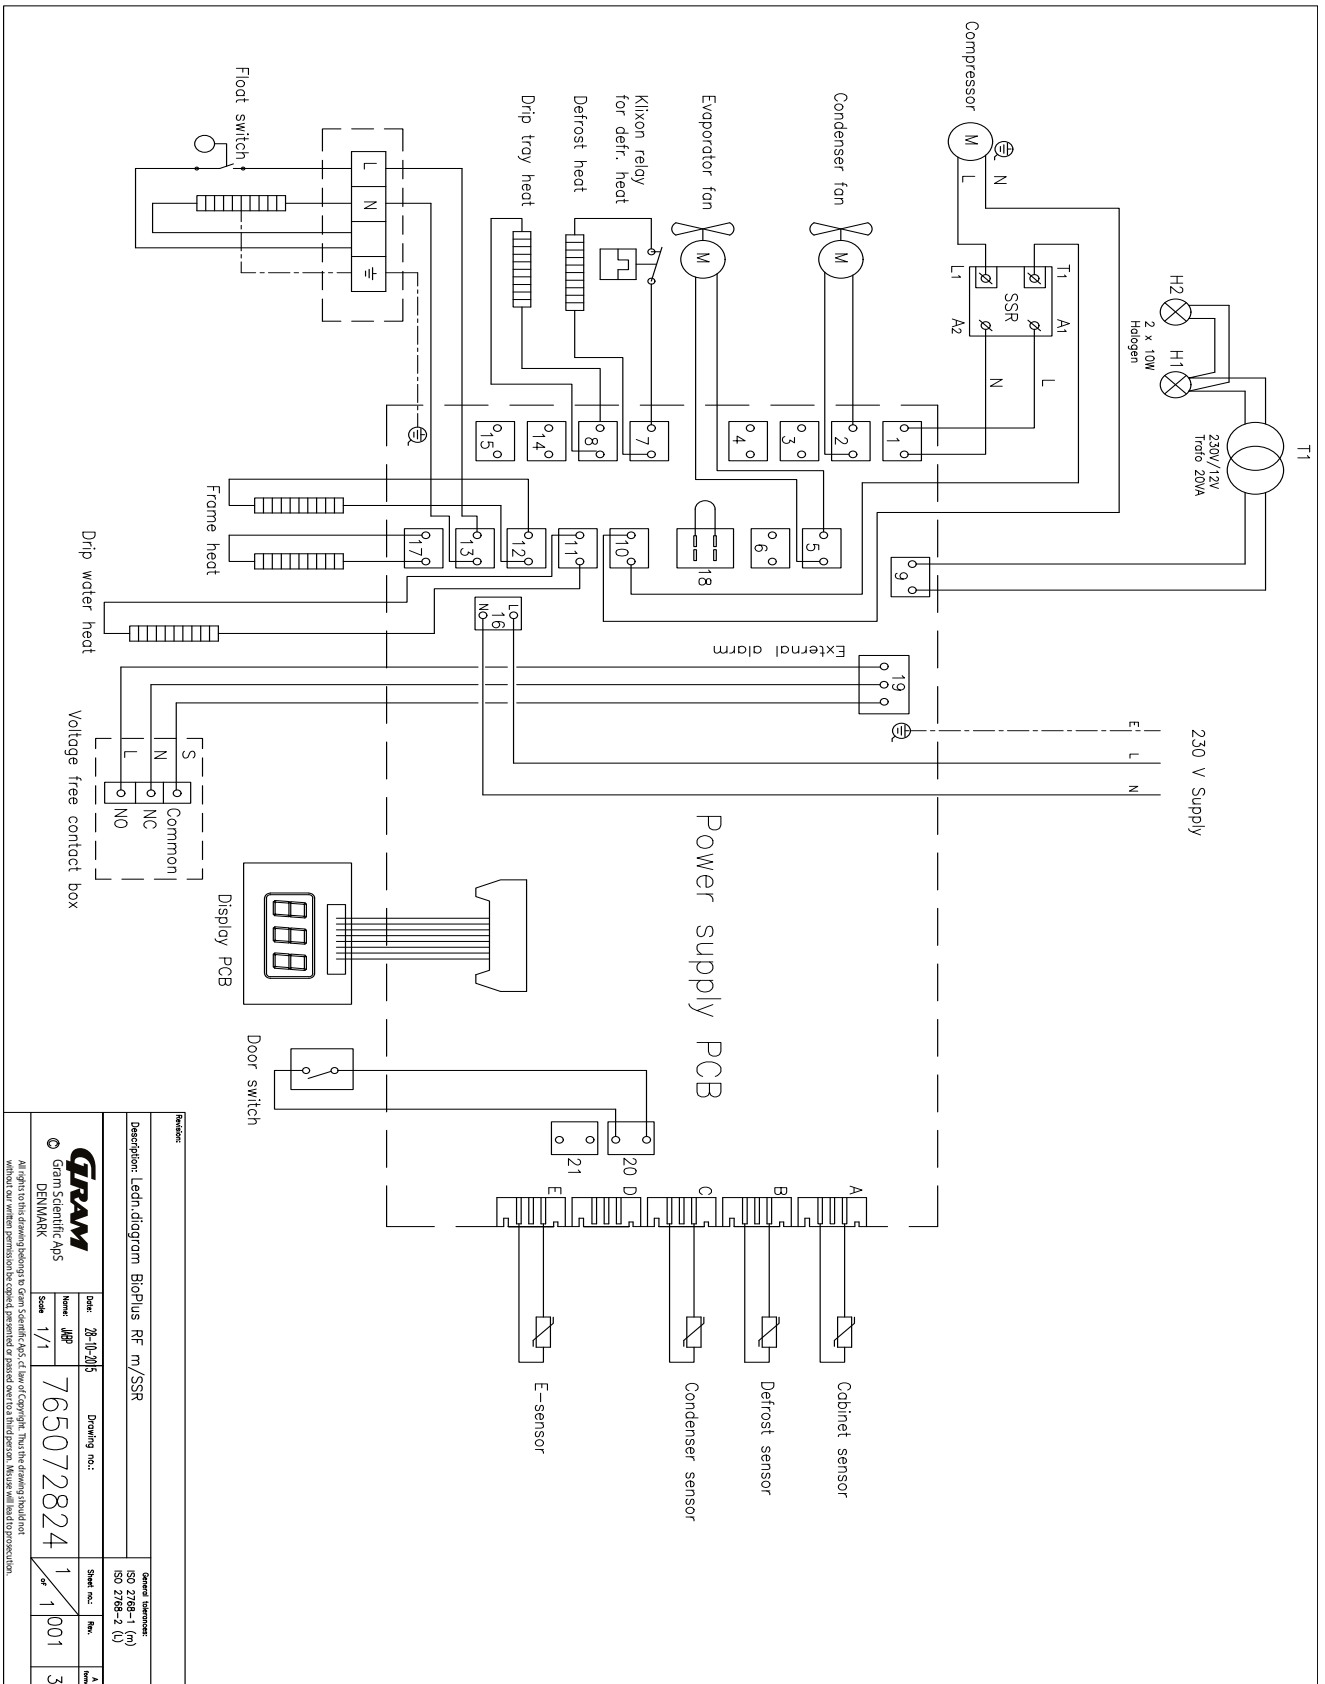 T1
230V/12V
Trafo 20VA
H2
H1
2 x 10W
Halogen
230 V Supply
E
L
N
Compressor
M
N
L
T1
L1
SSR
A1
A2
L
N
Condenser fan
M
Evaporator fan
M
Klixon relay
for defr. heat
Defrost heat
Drip tray heat
Float switch
L
N
1
2
3
4
7
8
14
15
9
5
6
18
10
11
12
13
17
Frame heat
Drip water heat
L
16
N
External alarm
19
Voltage free contact box
S
N
L
Common
NC
NO
Power supply PCB
Display PCB
Door switch
20
21
A
B
C
D
E
Cabinet sensor
Defrost sensor
Condenser sensor
E-sensor
Revision:
Description: Ledn.diagram BioPlus RF m/SSR
General tolerances:
ISO 2768-1 (m)
ISO 2768-2 (L)
GRAM
© Gram Scientific ApS
DENMARK
Date: 28-10-2015
Name: JABP
Scale 1/1
Drawing no.:
765072824
Sheet no.:
1 of 1
Rev.
001
A
3
All rights to this drawing belongs to Gram Scientific ApS, cf. law of Copyright. Thus the drawing should not
without our written permission be copied, presented or passed over to a third person. Misuse will lead to prosecution.